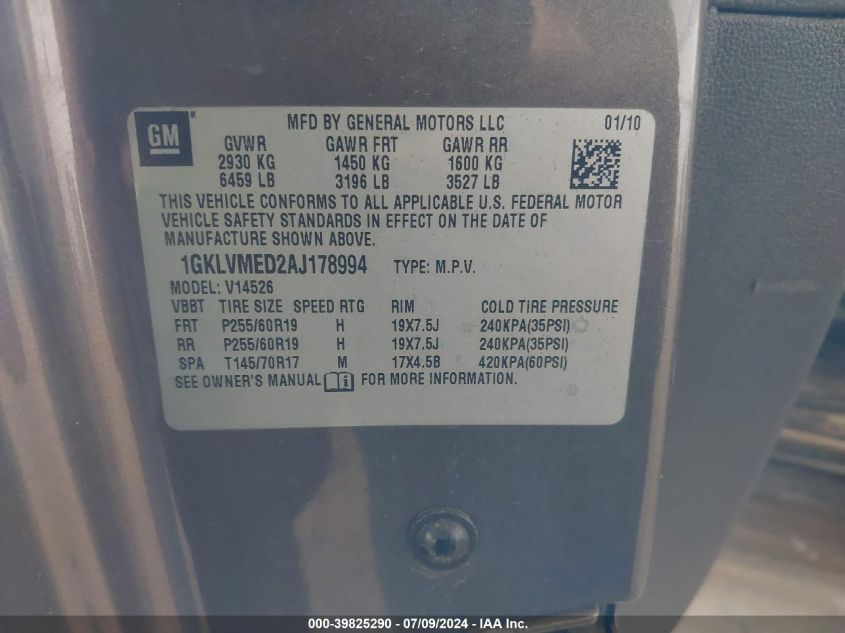 GM ®
MFD BY GENERAL MOTORS LLC 01/10
GVWR GAWR FRT GAWR RR
2930 KG 1450 KG 1600 KG
6459 LB 3196 LB 3527 LB
THIS VEHICLE CONFORMS TO ALL APPLICABLE U.S. FEDERAL MOTOR
VEHICLE SAFETY STANDARDS IN EFFECT ON THE DATE OF
MANUFACTURE SHOWN ABOVE.
1GKLVMED2AJ178994 TYPE: M.P.V.
MODEL: V14526
VBBT TIRE SIZE SPEED RTG RIM COLD TIRE PRESSURE
FRT P255/60R19 H 19X7.5J 240KPA(35PSI)
RR P255/60R19 H 19X7.5J 240KPA(35PSI)
SPA T145/70R17 M 17X4.5B 420KPA(60PSI)
SEE OWNER'S MANUAL FOR MORE INFORMATION.
000-39825290 - 07/09/2024 - IAA Inc.